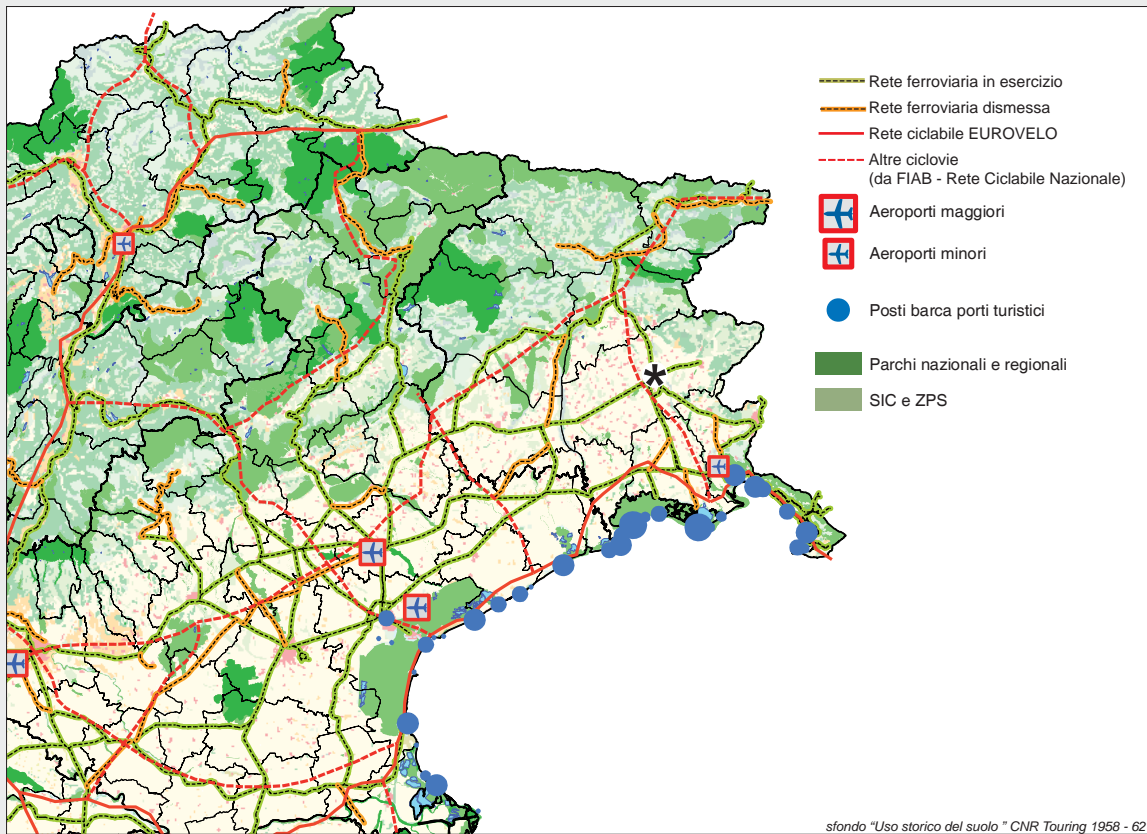 Rete ferroviaria in esercizio
Rete ferroviaria dismessa
Rete ciclabile EUROVELO
Altre ciclovie
(da FIAB - Rete Ciclabile Nazionale)
Aeroporti maggiori
Aeroporti minori
Posti barca porti turistici
Parchi nazionali e regionali
SIC e ZPS
*
sfondo “Uso storico del suolo ” CNR Touring 1958 - 62